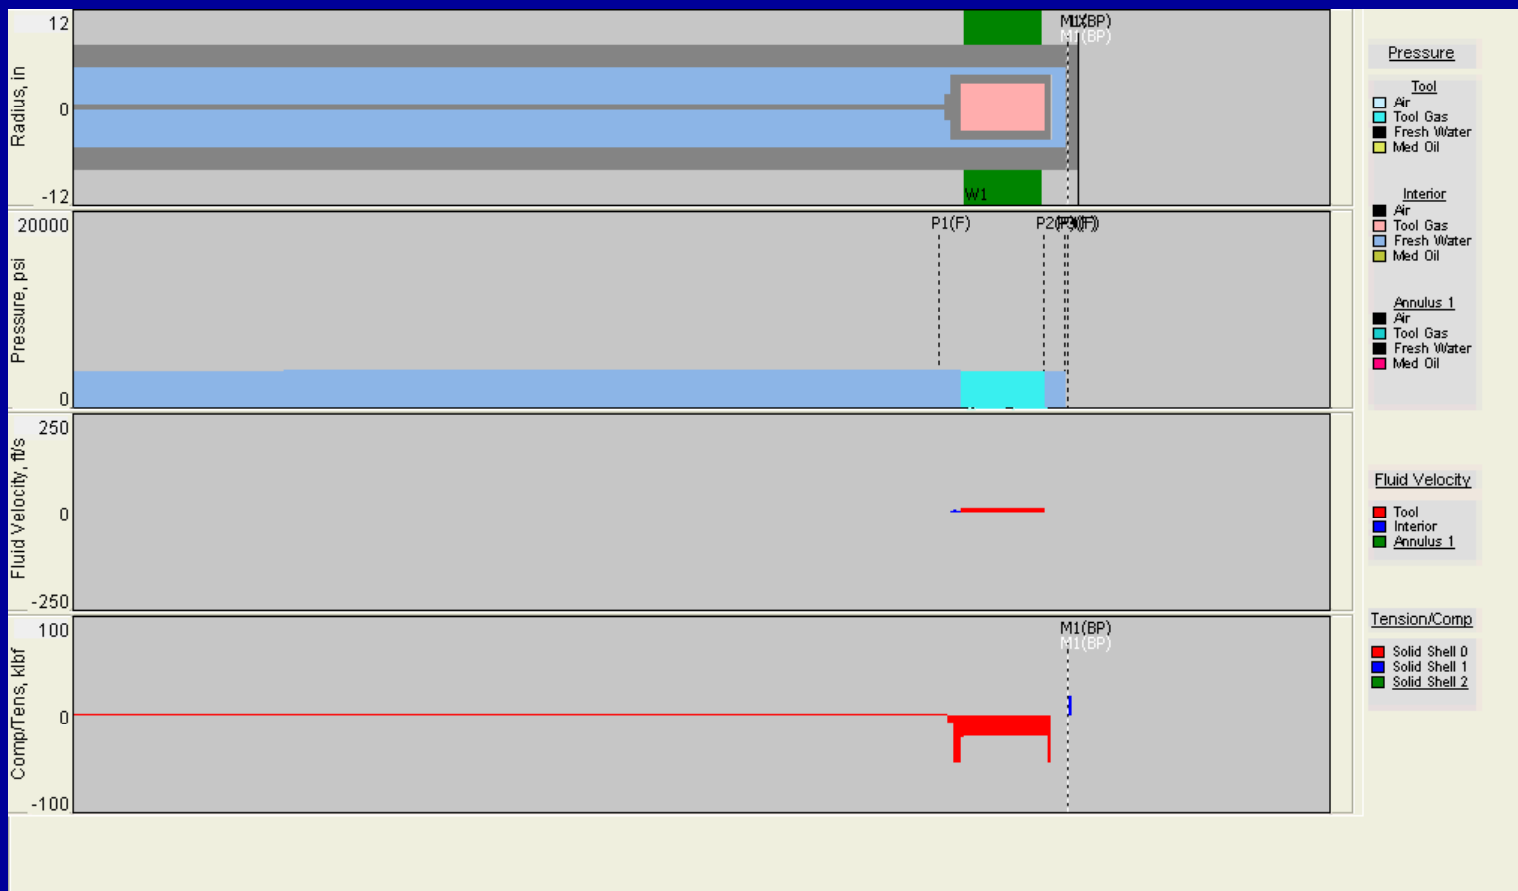 12
M1(BP)
M1(BP)
Radius, in
0
-12
W1
20000
P1(F)
Pressure, psi
0
250
Fluid Velocity, ft/s
0
-250
100
M1(BP)
M1(BP)
Comp/Tens, klbf
0
-100
Pressure
Tool
Air
Tool Gas
Fresh Water
Med Oil
Interior
Air
Tool Gas
Fresh Water
Med Oil
Annulus 1
Air
Tool Gas
Fresh Water
Med Oil
Fluid Velocity
Tool
Interior
Annulus 1
Tension/Comp
Solid Shell 0
Solid Shell 1
Solid Shell 2